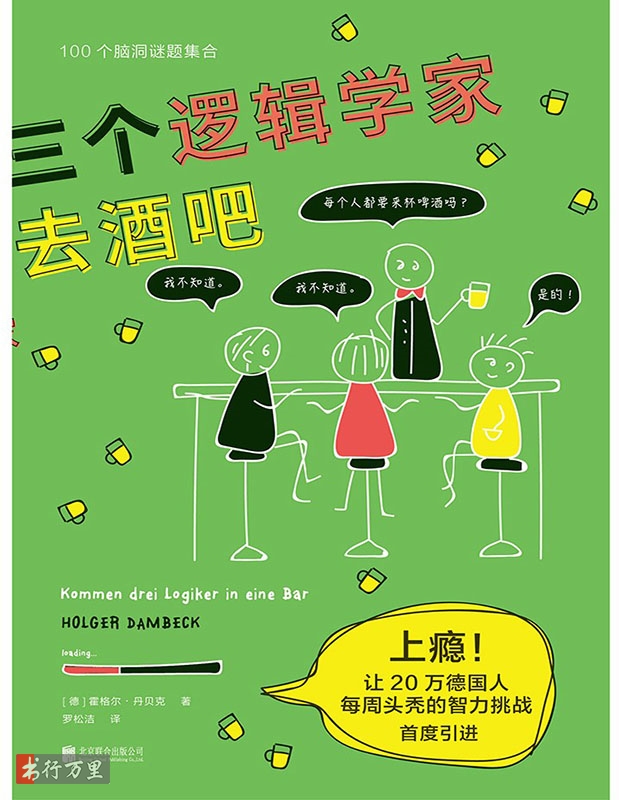 100 个脑洞谜题集合
三个逻辑学家
去酒吧
每个人都要来杯啤酒吗？
我不知道。
我不知道。
是的！
Kommen drei Logiker in eine Bar
HOLGER DAMBECK
loading...
[ 德 ] 霍格尔·丹贝克 著
罗松洁 译
上瘾！
让 20 万德国人
每周头秃的智力挑战
首度引进
北京联合出版公司
Publishing Co.,Ltd.
书行万里